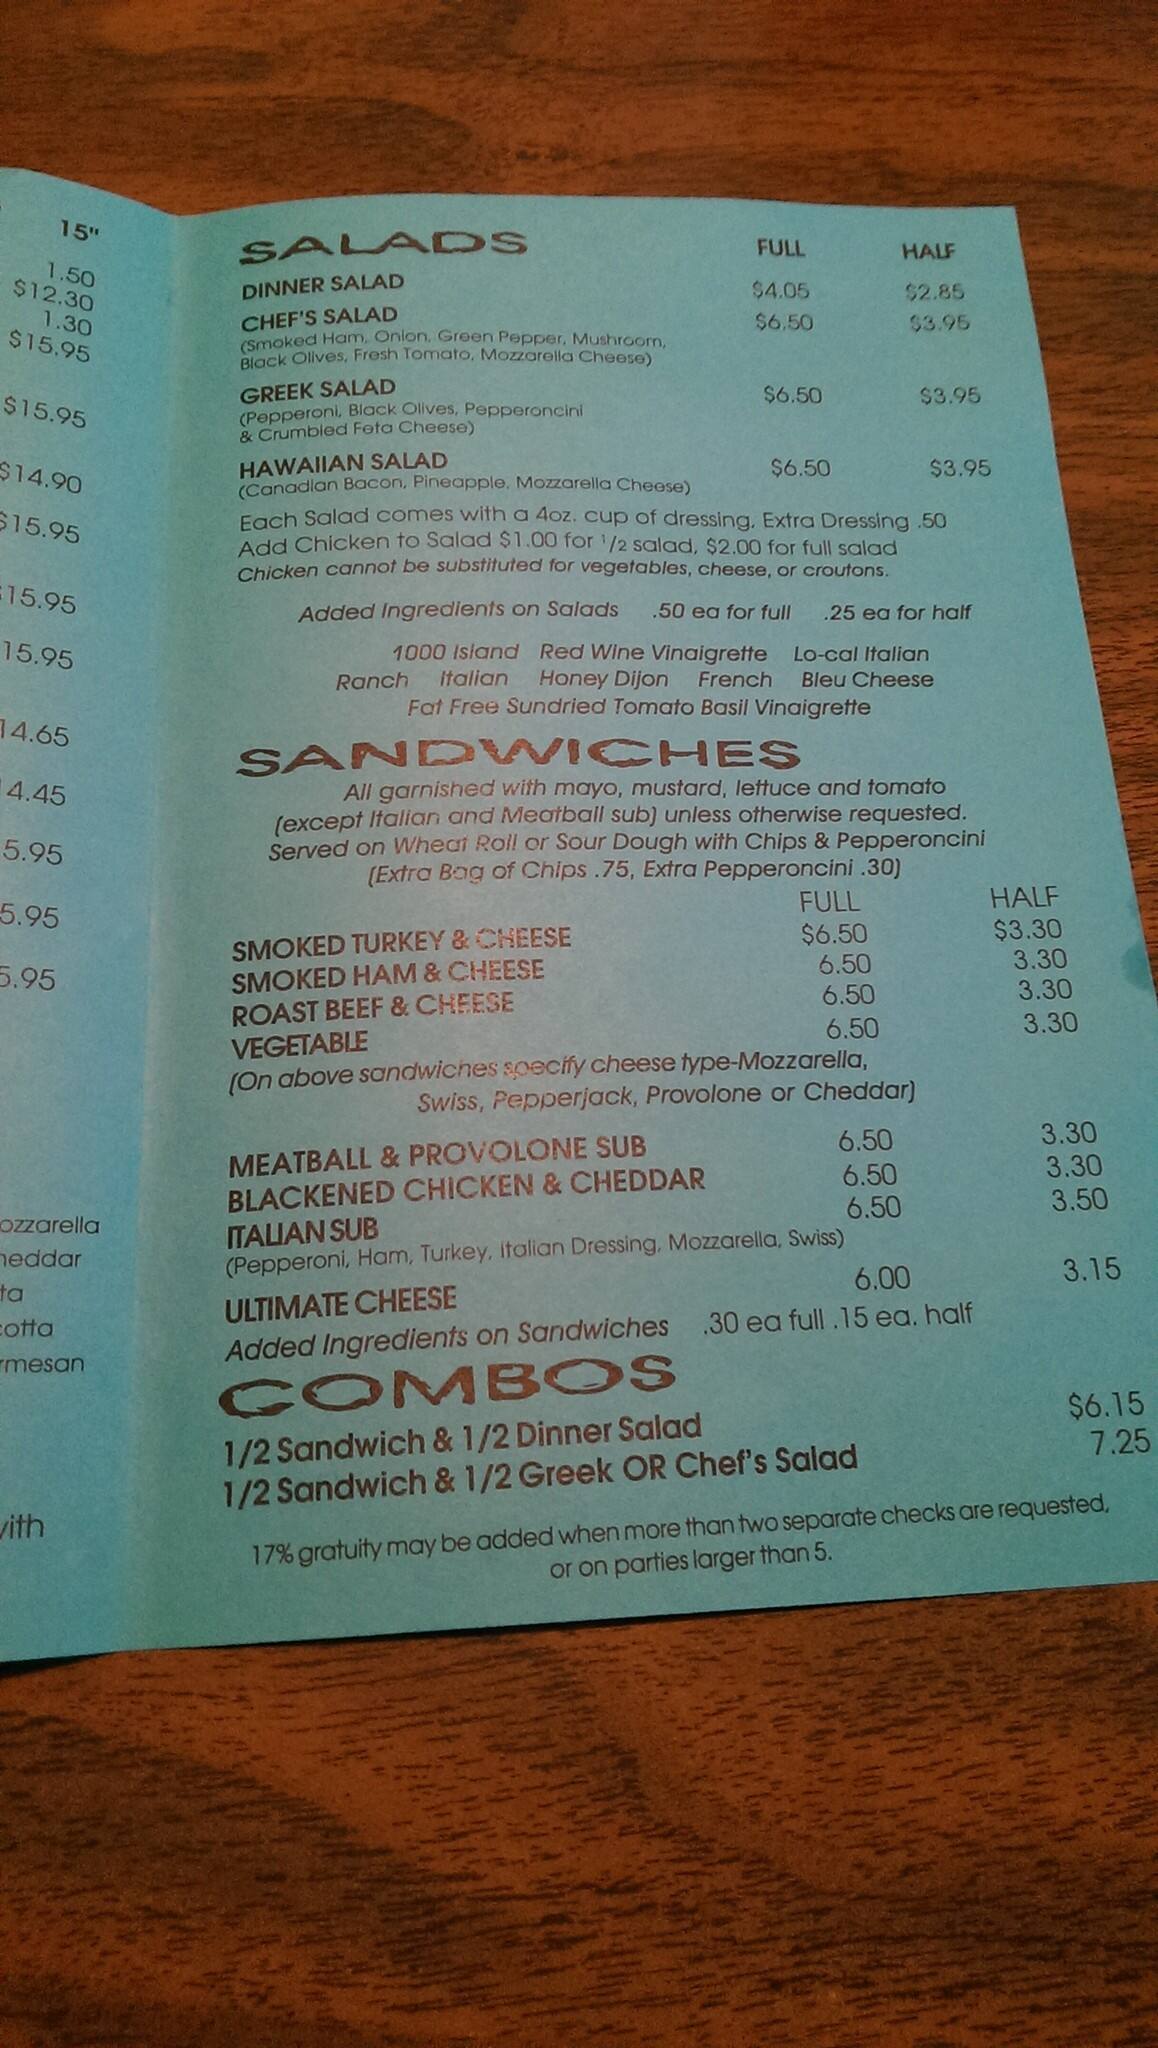 15"
1.50
$12.30
1.30
$15.95
$15.95
$14.90
$15.95
15.95
15.95
14.65
4.45
5.95
5.95
5.95
ozzarella
heddar
ta
cotta
rmesan
ith
SALADS FULL HALF
DINNER SALAD $4.05 $2.85
CHEF'S SALAD $6.50 $3.95
(Smoked Ham, Onion, Green Pepper, Mushroom,
Black Olives, Fresh Tomato, Mozzarella Cheese)
GREEK SALAD $6.50 $3.95
(Pepperoni, Black Olives, Pepperoncini
& Crumbled Feta Cheese)
HAWAIIAN SALAD $6.50 $3.95
(Canadian Bacon, Pineapple, Mozzarella Cheese)
Each Salad comes with a 4oz. cup of dressing, Extra Dressing .50
Add Chicken to Salad $1.00 for 1/2 salad, $2.00 for full salad
Chicken cannot be substituted for vegetables, cheese, or croutons.
Added Ingredients on Salads .50 ea for full .25 ea for half
1000 Island Red Wine Vinaigrette Lo-cal Italian
Ranch Italian Honey Dijon French Bleu Cheese
Fat Free Sundried Tomato Basil Vinaigrette
SANDWICHES
All garnished with mayo, mustard, lettuce and tomato
(except Italian and Meatball sub) unless otherwise requested.
Served on Wheat Roll or Sour Dough with Chips & Pepperoncini
(Extra Bag of Chips .75, Extra Pepperoncini .30)
FULL HALF
SMOKED TURKEY & CHEESE $6.50 $3.30
SMOKED HAM & CHEESE 6.50 3.30
ROAST BEEF & CHEESE 6.50 3.30
VEGETABLE 6.50 3.30
(On above sandwiches specify cheese type-Mozzarella,
Swiss, Pepperjack, Provolone or Cheddar)
MEATBALL & PROVOLONE SUB 6.50 3.30
BLACKENED CHICKEN & CHEDDAR 6.50 3.30
ITALIAN SUB 6.50 3.50
(Pepperoni, Ham, Turkey, Italian Dressing, Mozzarella, Swiss)
ULTIMATE CHEESE 6.00 3.15
Added Ingredients on Sandwiches .30 ea full .15 ea. half
COMBOS
1/2 Sandwich & 1/2 Dinner Salad $6.15
1/2 Sandwich & 1/2 Greek OR Chef's Salad 7.25
17% gratuity may be added when more than two separate checks are requested,
or on parties larger than 5.